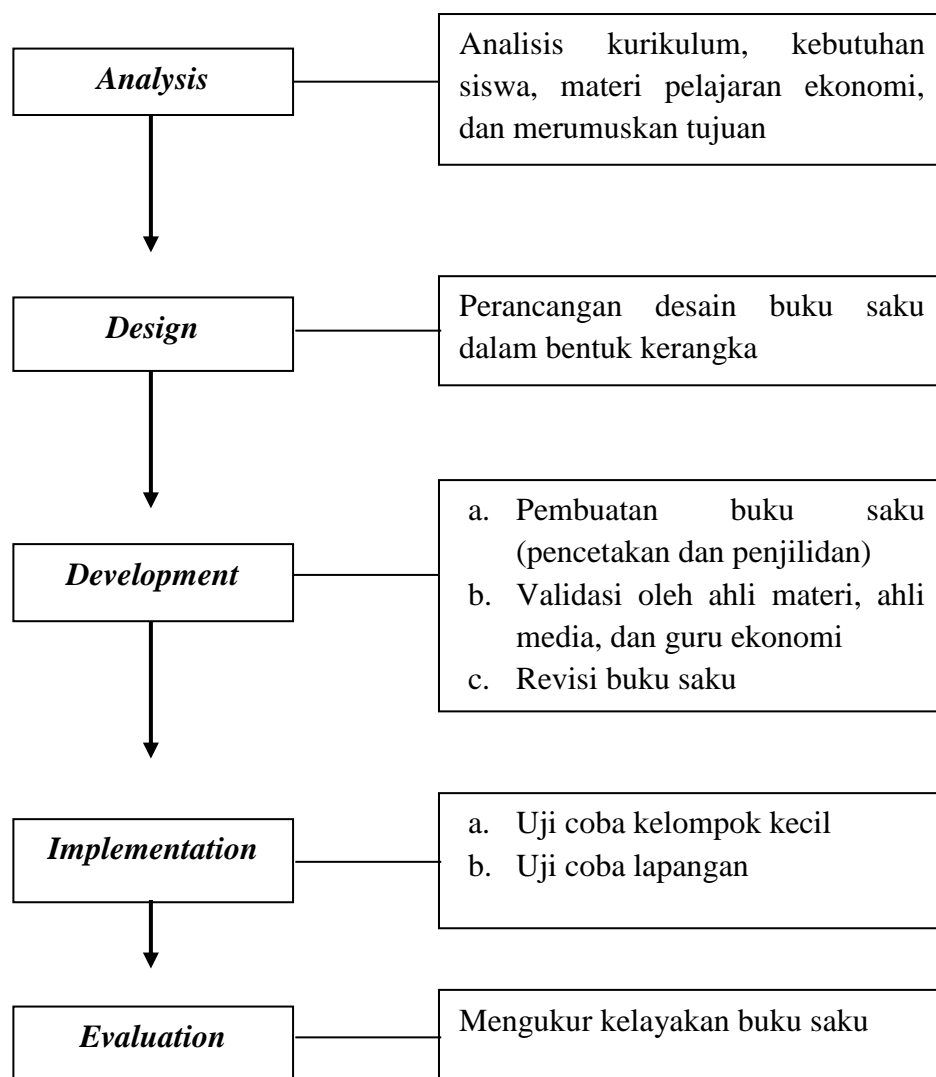 Analysis
Analisis kurikulum, kebutuhan
siswa, materi pelajaran ekonomi,
dan merumuskan tujuan
Design
Perancangan desain buku saku
dalam bentuk kerangka
Development
a. Pembuatan buku saku
(pencetakan dan penjilidan)
b. Validasi oleh ahli materi, ahli
media, dan guru ekonomi
c. Revisi buku saku
Implementation
a. Uji coba kelompok kecil
b. Uji coba lapangan
Evaluation
Mengukur kelayakan buku saku